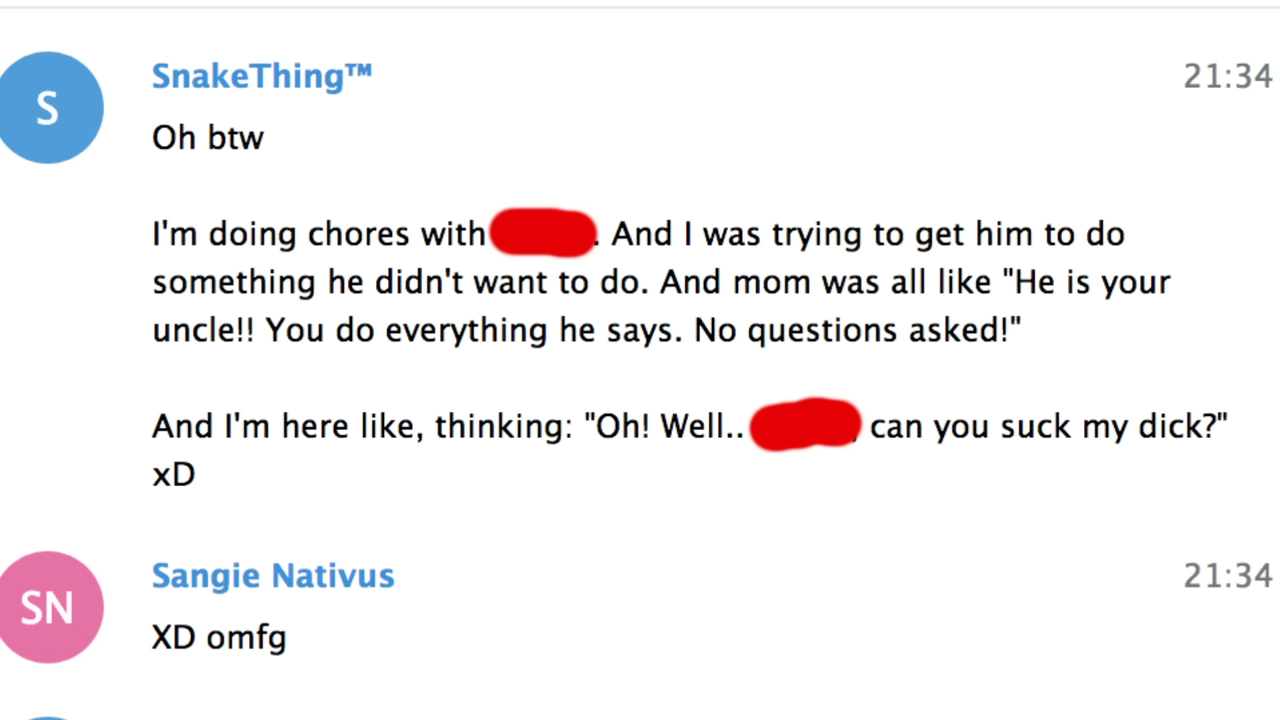 SnakeThing™ 21:34
S
Oh btw
I'm doing chores with . And I was trying to get him to do
something he didn't want to do. And mom was all like "He is your
uncle!! You do everything he says. No questions asked!"
And I'm here like, thinking: "Oh! Well.. , can you suck my dick?"
xD
Sangie Nativus 21:34
SN
XD omfg